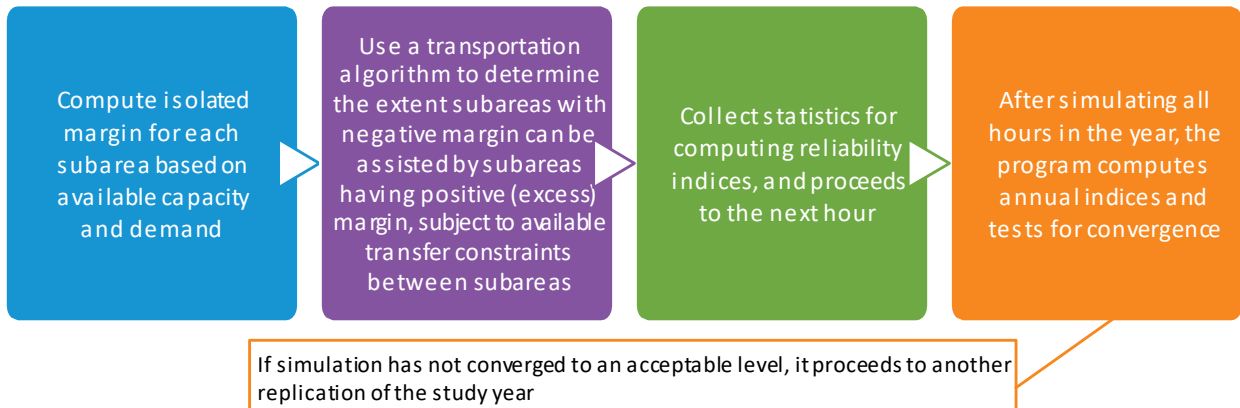 Compute isolated
margin for each
subarea based on
available capacity
and demand
Use a transportation
algorithm to determine
the extent subareas with
negative margin can be
assisted by subareas
having positive (excess)
margin, subject to available
transfer constraints
between subareas
Collect statistics for
computing reliability
indices, and proceeds
to the next hour
After simulating all
hours in the year, the
program computes
annual indices and
tests for convergence
If simulation has not converged to an acceptable level, it proceeds to another
replication of the study year